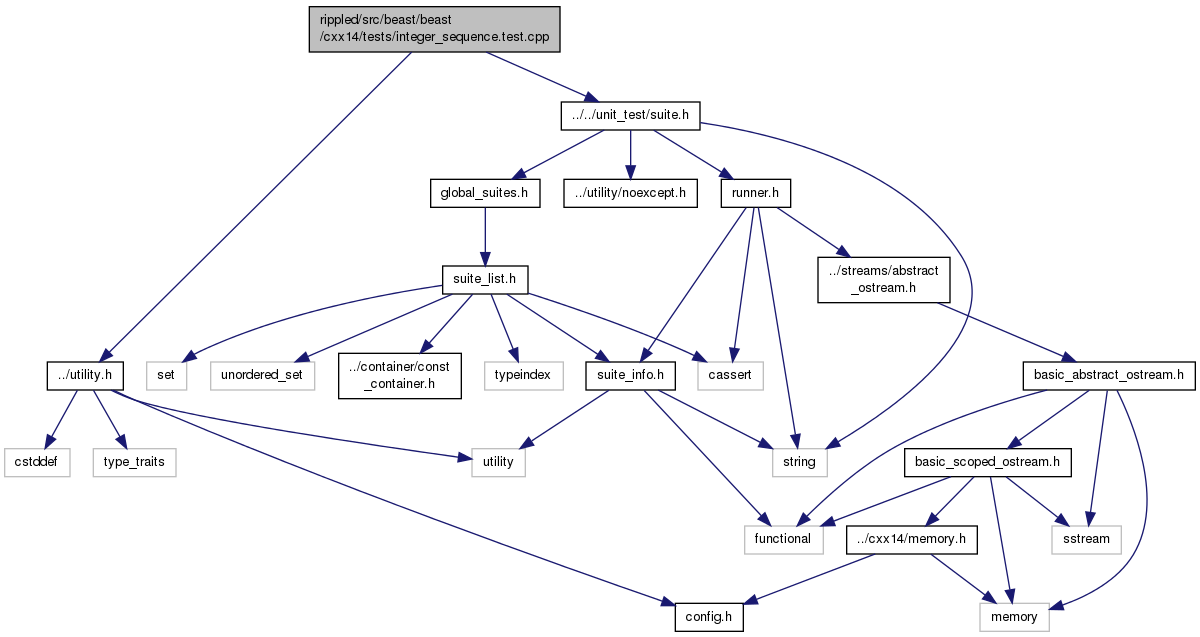 rippled/src/beast/beast
/cxx14/tests/integer_sequence.test.cpp
../../unit_test/suite.h
global_suites.h
../utility/noexcept.h
runner.h
suite_list.h
../streams/abstract
_ostream.h
../utility.h
set
unordered_set
../container/const
_container.h
typeindex
suite_info.h
cassert
basic_abstract_ostream.h
cstddef
type_traits
utility
string
basic_scoped_ostream.h
functional
../cxx14/memory.h
sstream
config.h
memory